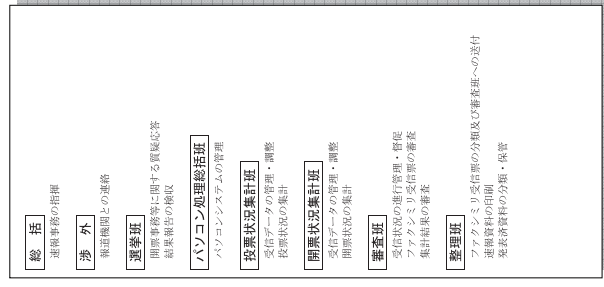 総　括
速報事務の指揮
渉　外
報道機関との連絡
選挙班
開票事務等に関する質疑応答
結果報告の検収
パソコン処理総括班
パソコンシステムの管理
投票状況集計班
受信データの管理・調整
投票状況の集計
開票状況集計班
受信データの管理・調整
開票状況の集計
審査班
受信状況の進行管理・督促
ファクシミリ受信票の審査
集計結果の審査
整理班
ファクシミリ受信票の分類及び審査班への送付
速報資料の印刷
発表済資料の分類・保管